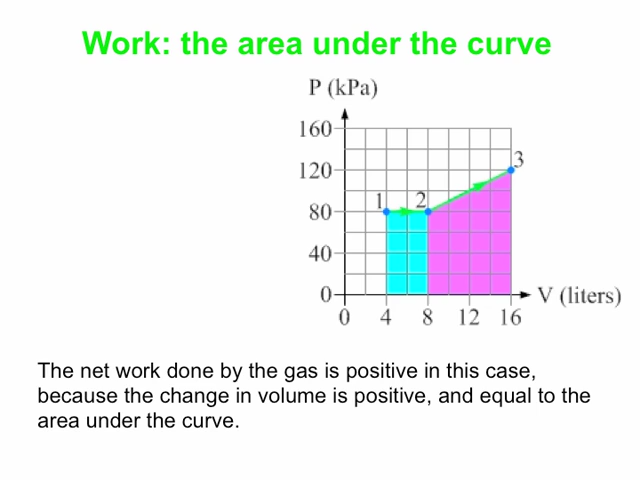 Work: the area under the curve
P (kPa)
160
120
80
40
0
1
2
3
0 4 8 12 16
V (liters)
The net work done by the gas is positive in this case,
because the change in volume is positive, and equal to the
area under the curve.